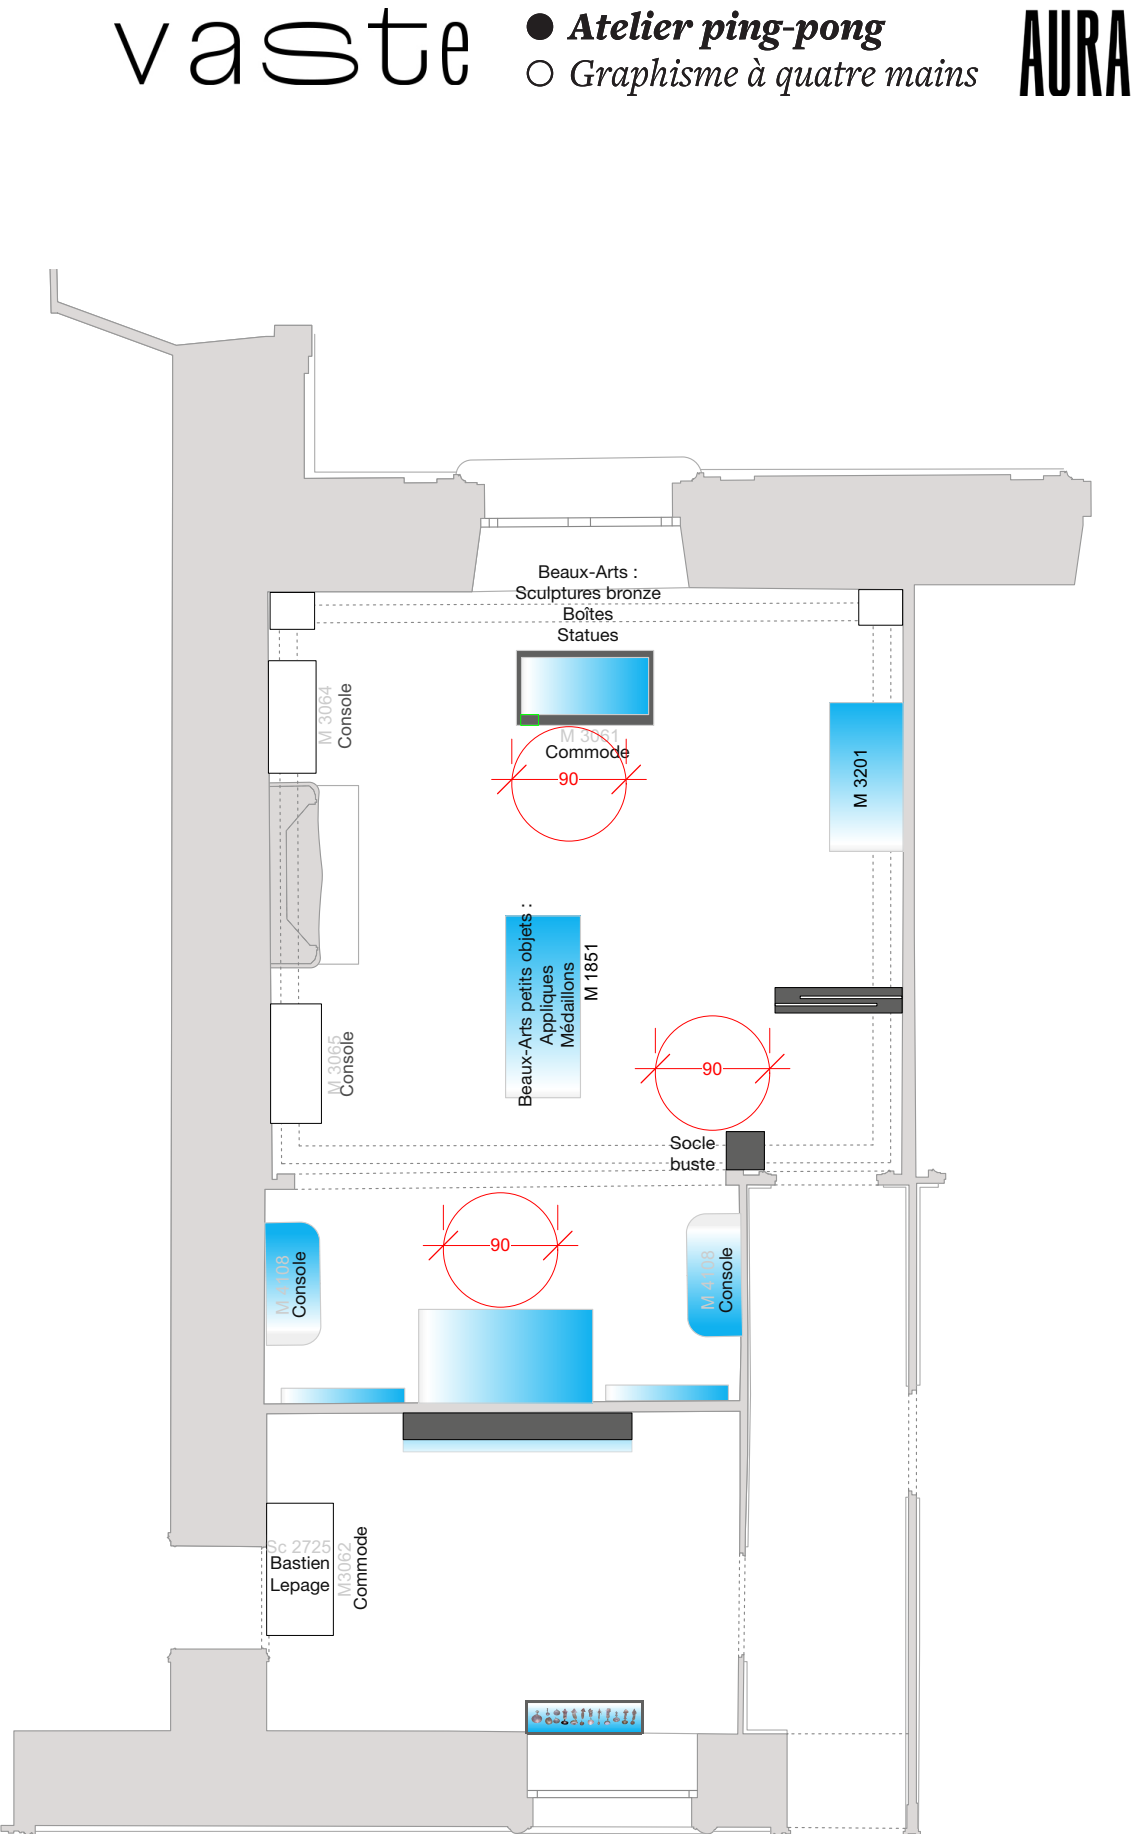 vaste
Atelier ping-pong
Graphisme à quatre mains
AURA
Beaux-Arts :
Sculptures bronze
Boîtes
Statues
M 3064
Console
M 3061
Commode
90
M 3201
Beaux-Arts petits objets :
Appliques
Médaillons
M 1851
M 3065
Console
90
Socle
buste
90
M 4108
Console
M 4108
Console
Sc 2725
Bastien
Lepage
M3062
Commode